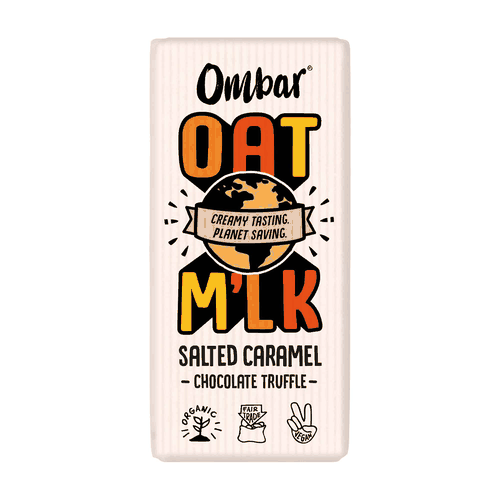 Ombar®
OAT
CREAMY TASTING.
PLANET SAVING.
M'LK
SALTED CARAMEL
– CHOCOLATE TRUFFLE –
ORGANIC
FAIR
TRADE
VEGAN